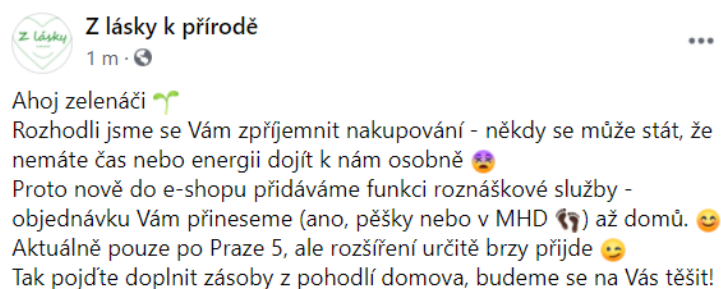 Z lásky
Z lásky k přírodě
1 m ·
Ahoj zelenáči 🌱
Rozhodli jsme se Vám zpříjemnit nakupování - někdy se může stát, že
nemáte čas nebo energii dojít k nám osobně 😨
Proto nově do e-shopu přidáváme funkci roznáškové služby -
objednávku Vám přineseme (ano, pěšky nebo v MHD 👣) až domů. 😊
Aktuálně pouze po Praze 5, ale rozšíření určitě brzy přijde 😉
Tak pojďte doplnit zásoby z pohodlí domova, budeme se na Vás těšit!